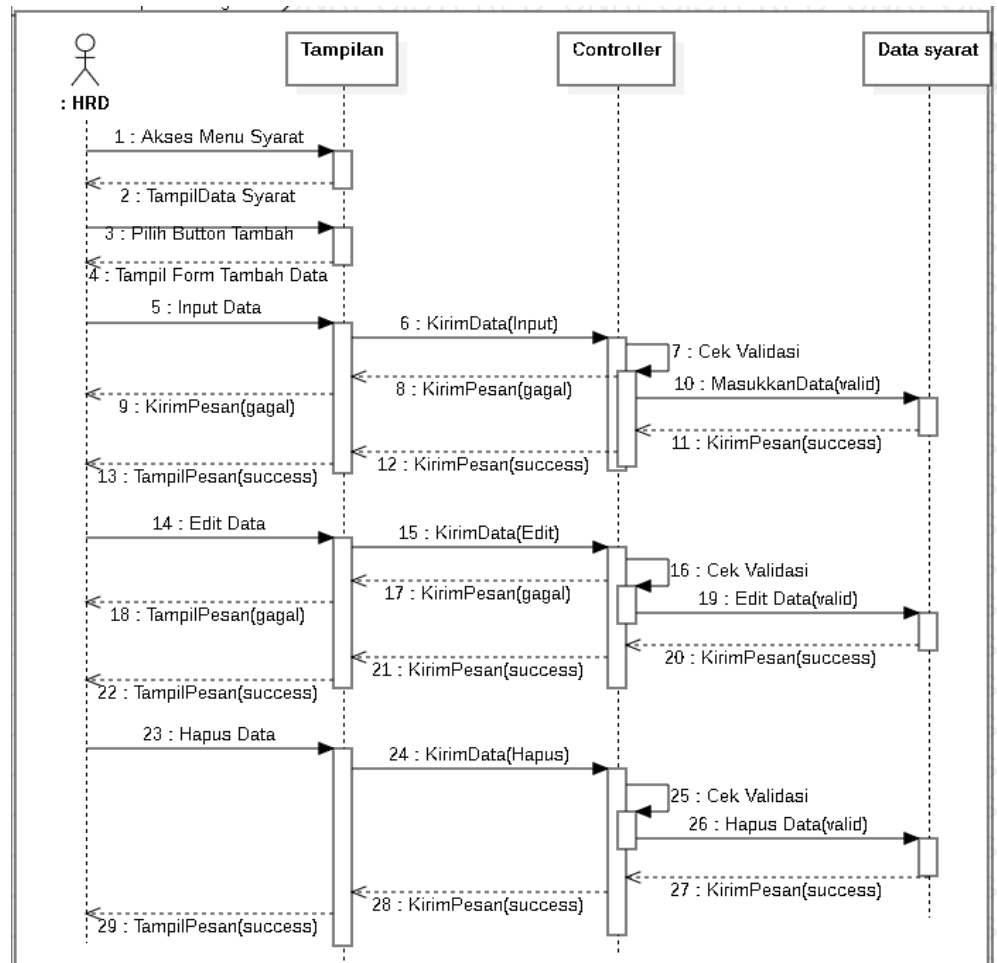 Tampilan
Controller
Data syarat
: HRD
1 : Akses Menu Syarat
2 : TampilData Syarat
3 : Pilih Button Tambah
4 : Tampil Form Tambah Data
5 : Input Data
6 : KirimData(Input)
7 : Cek Validasi
8 : KirimPesan(gagal)
9 : KirimPesan(gagal)
10 : MasukkanData(valid)
11 : KirimPesan(success)
12 : KirimPesan(success)
13 : TampilPesan(success)
14 : Edit Data
15 : KirimData(Edit)
16 : Cek Validasi
17 : KirimPesan(gagal)
18 : TampilPesan(gagal)
19 : Edit Data(valid)
20 : KirimPesan(success)
21 : KirimPesan(success)
22 : TampilPesan(success)
23 : Hapus Data
24 : KirimData(Hapus)
25 : Cek Validasi
26 : Hapus Data(valid)
27 : KirimPesan(success)
28 : KirimPesan(success)
29 : TampilPesan(success)